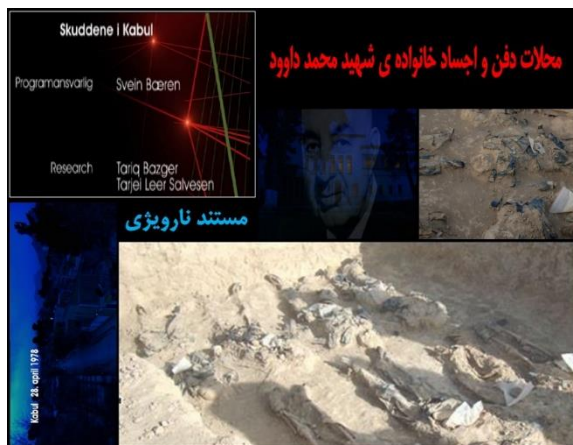 Skuddene i Kabul
Programansvarlig Svein Bæren
Research Tariq Bazger
Tarjei Leer Salvesen
محلات دفن و اجساد خانواده ی شهید محمد داوود
مستند نارویژی
Kabul 28. april 1978